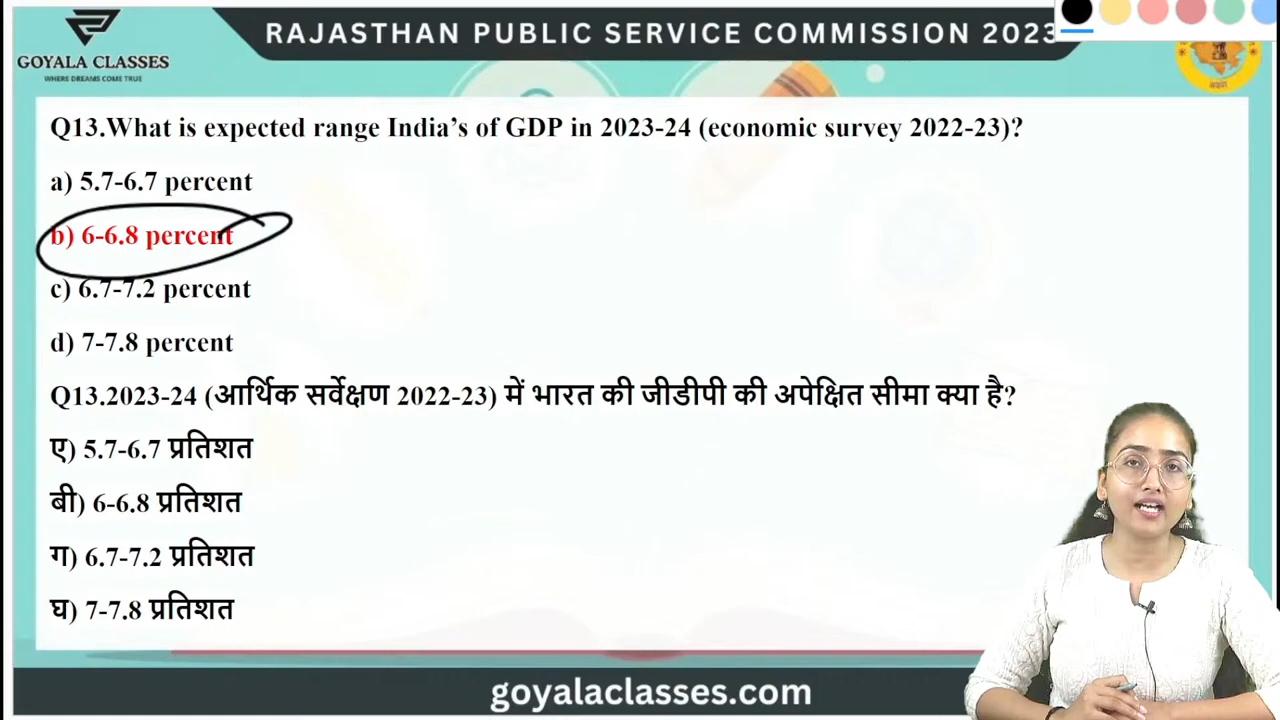 RAJASTHAN PUBLIC SERVICE COMMISSION 2023
GOYALA CLASSES
WHERE DREAMS COME TRUE
Q13.What is expected range India's of GDP in 2023-24 (economic survey 2022-23)?
a) 5.7-6.7 percent
b) 6-6.8 percent
c) 6.7-7.2 percent
d) 7-7.8 percent
Q13.2023-24 (आर्थिक सर्वेक्षण 2022-23) में भारत की जीडीपी की अपेक्षित सीमा क्या है?
ए) 5.7-6.7 प्रतिशत
बी) 6-6.8 प्रतिशत
ग) 6.7-7.2 प्रतिशत
घ) 7-7.8 प्रतिशत
goyalaclasses.com